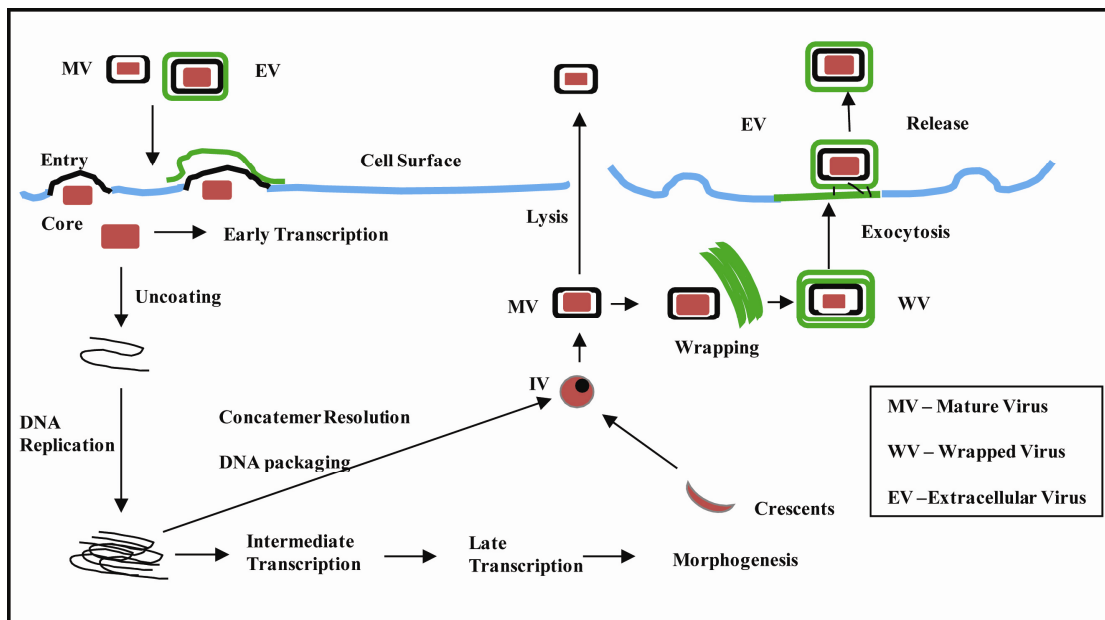 MV
EV
Entry
Cell Surface
Core
Early Transcription
Uncoating
DNA
Replication
Concatemer Resolution
DNA packaging
Intermediate
Transcription
Late
Transcription
Morphogenesis
Crescents
IV
MV
Lysis
Wrapping
WV
Exocytosis
EV
Release
MV – Mature Virus
WV – Wrapped Virus
EV –Extracellular Virus